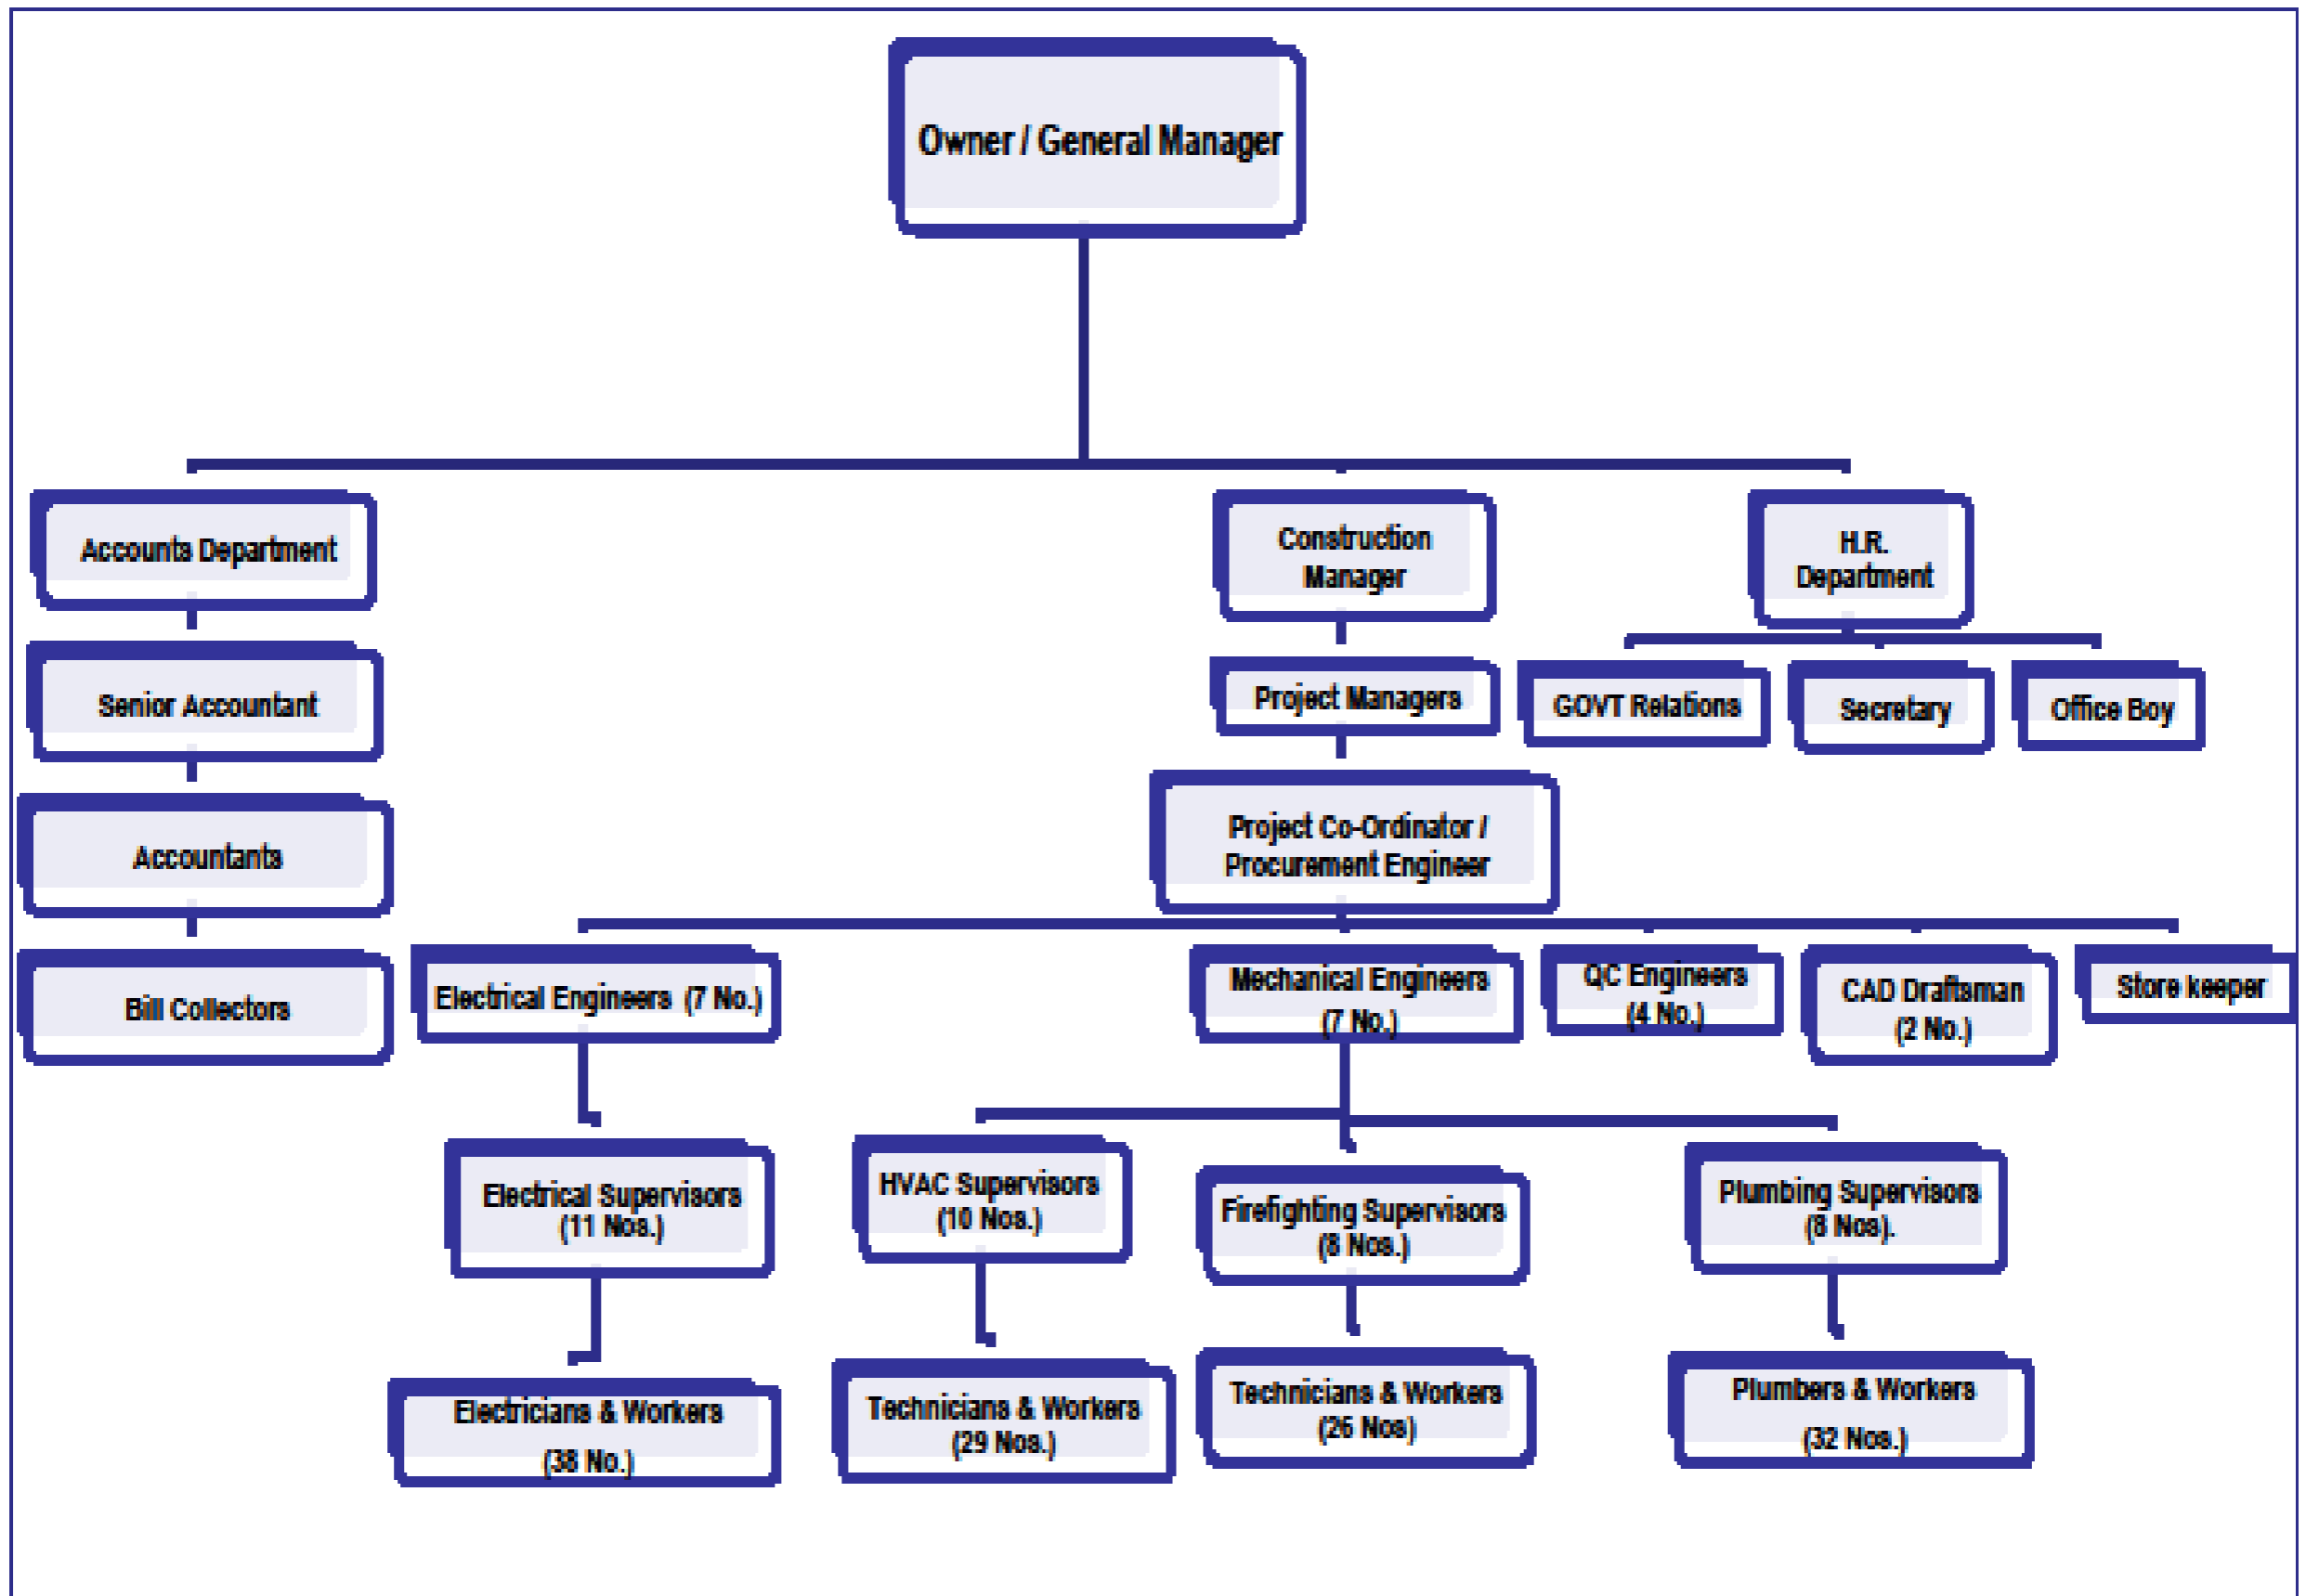 Owner / General Manager
Accounts Department
Construction
Manager
H.R.
Department
Senior Accountant
Project Managers
GOVT Relations
Secretary
Office Boy
Accountants
Project Co-Ordinator /
Procurement Engineer
Bill Collectors
Electrical Engineers (7 No.)
Mechanical Engineers
(7 No.)
QC Engineers
(4 No.)
CAD Draftsman
(2 No.)
Store keeper
Electrical Supervisors
(11 Nos.)
HVAC Supervisors
(10 Nos.)
Firefighting Supervisors
(8 Nos.)
Plumbing Supervisors
(8 Nos).
Electricians & Workers
(38 No.)
Technicians & Workers
(29 Nos.)
Technicians & Workers
(26 Nos)
Plumbers & Workers
(32 Nos.)